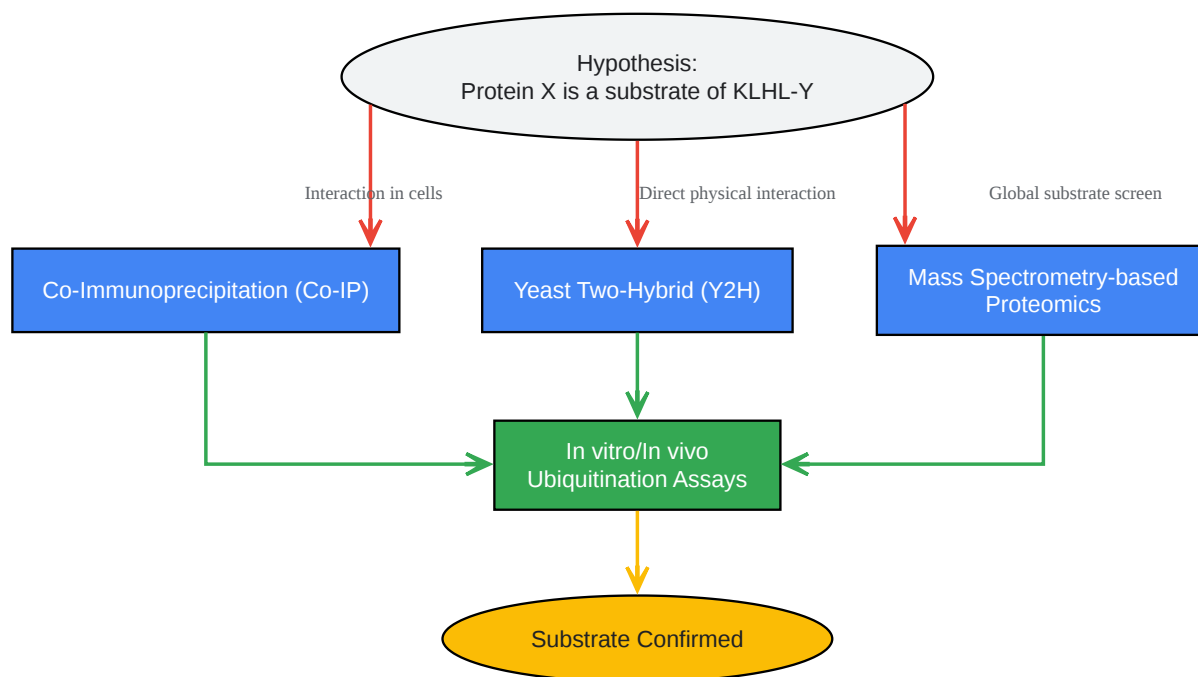 Hypothesis:
Protein X is a substrate of KLHL-Y
Interaction in cells
Direct physical interaction
Global substrate screen
Co-Immunoprecipitation (Co-IP)
Yeast Two-Hybrid (Y2H)
Mass Spectrometry-based
Proteomics
In vitro/In vivo
Ubiquitination Assays
Substrate Confirmed